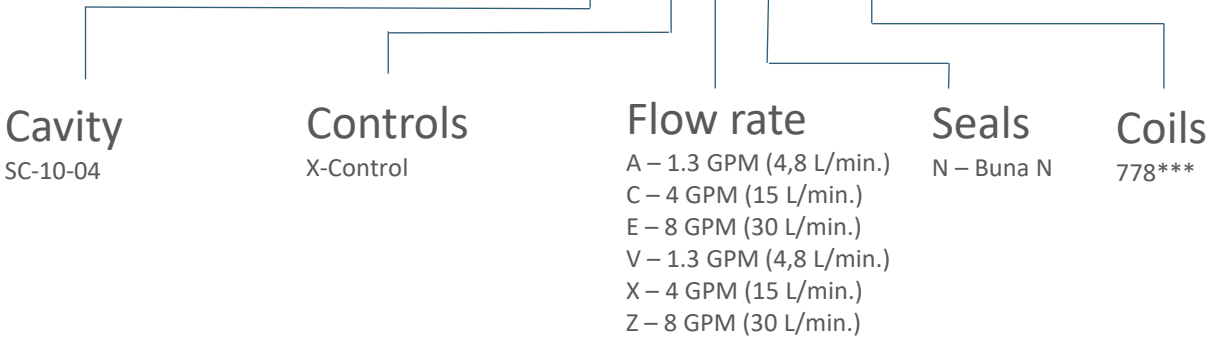 Cavity
SC-10-04
Controls
X-Control
Flow rate
A – 1.3 GPM (4,8 L/min.)
C – 4 GPM (15 L/min.)
E – 8 GPM (30 L/min.)
V – 1.3 GPM (4,8 L/min.)
X – 4 GPM (15 L/min.)
Z – 8 GPM (30 L/min.)
Seals
N – Buna N
Coils
778***